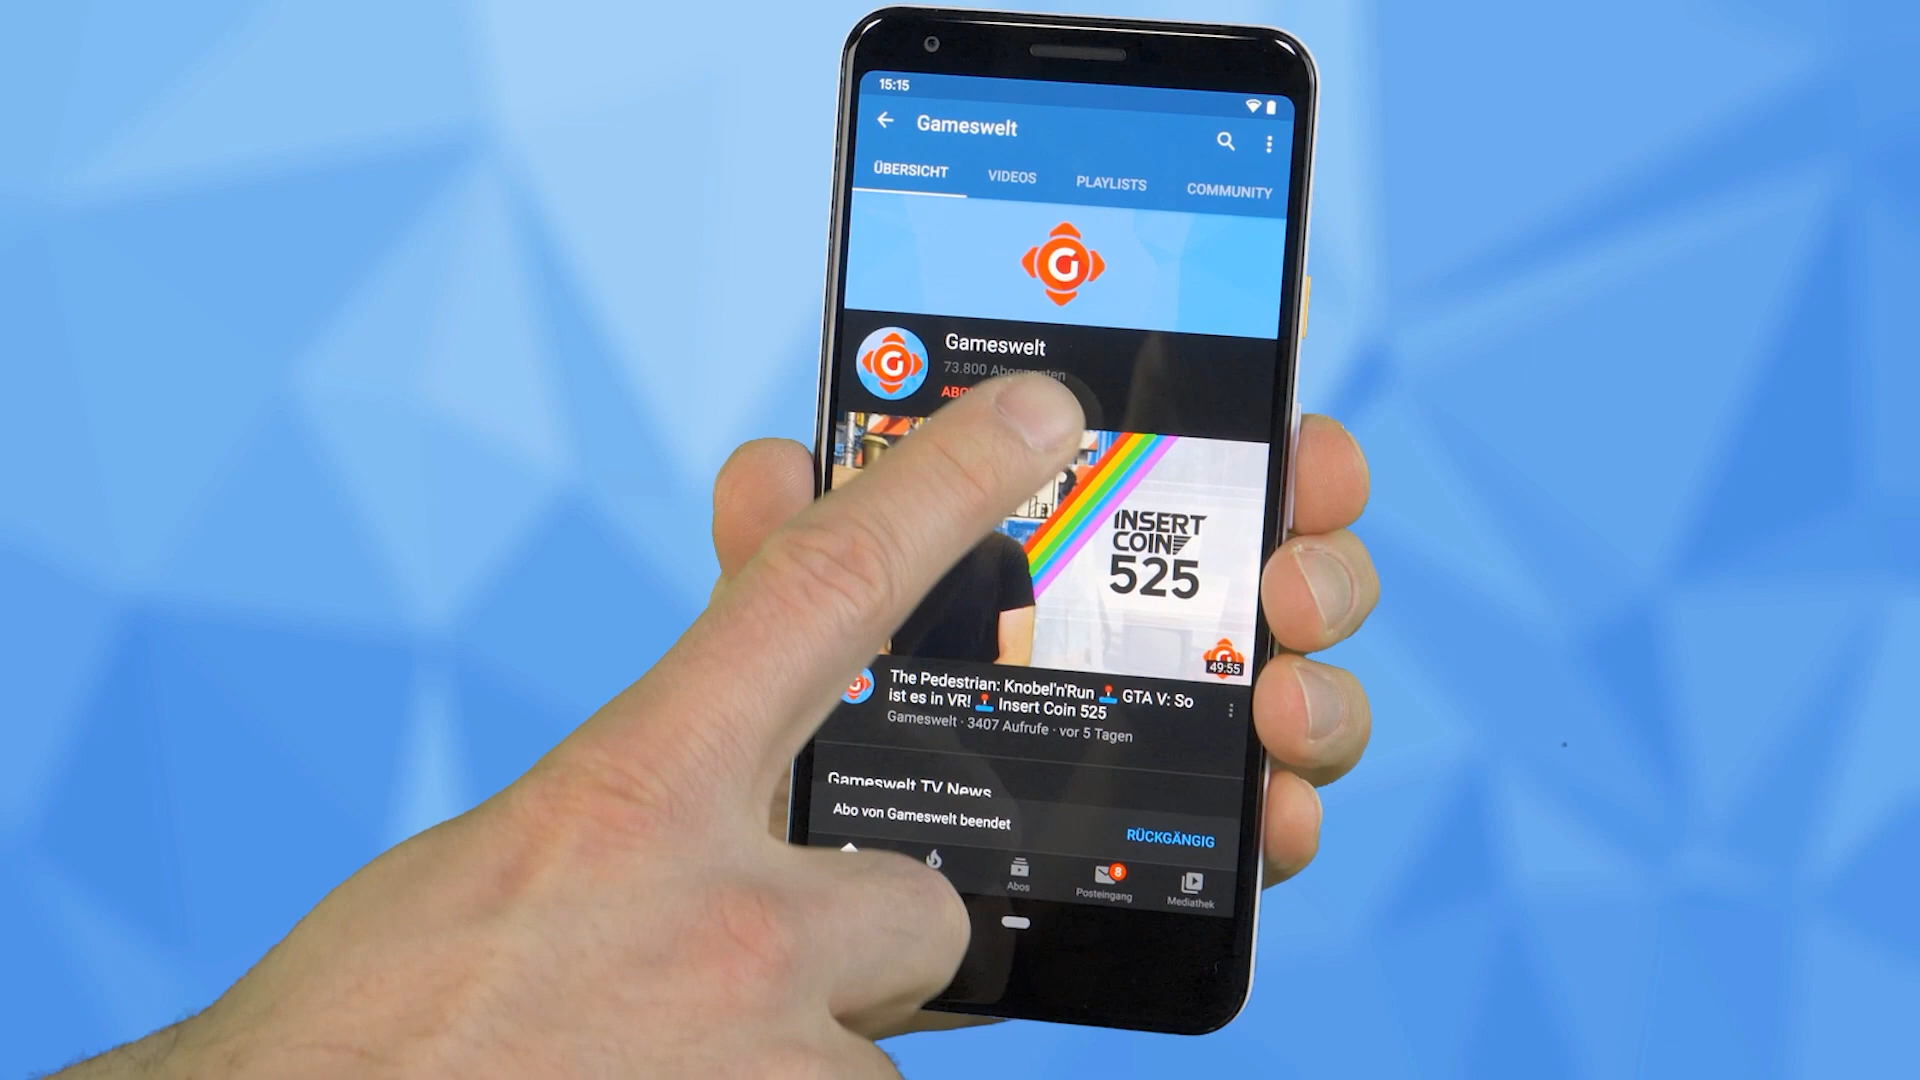 15:15
Gameswelt
ÜBERSICHT VIDEOS PLAYLISTS COMMUNITY
G
Gameswelt
73.800 Abonnenten
G
INSERT
COIN
525
49:55
The Pedestrian: Knobel'n'Run GTA V: So
ist es in VR! Insert Coin 525
Gameswelt · 3407 Aufrufe · vor 5 Tagen
Gameswelt TV News
Abo von Gameswelt beendet
RÜCKGÄNGIG
8
Abos Posteingang Mediathek